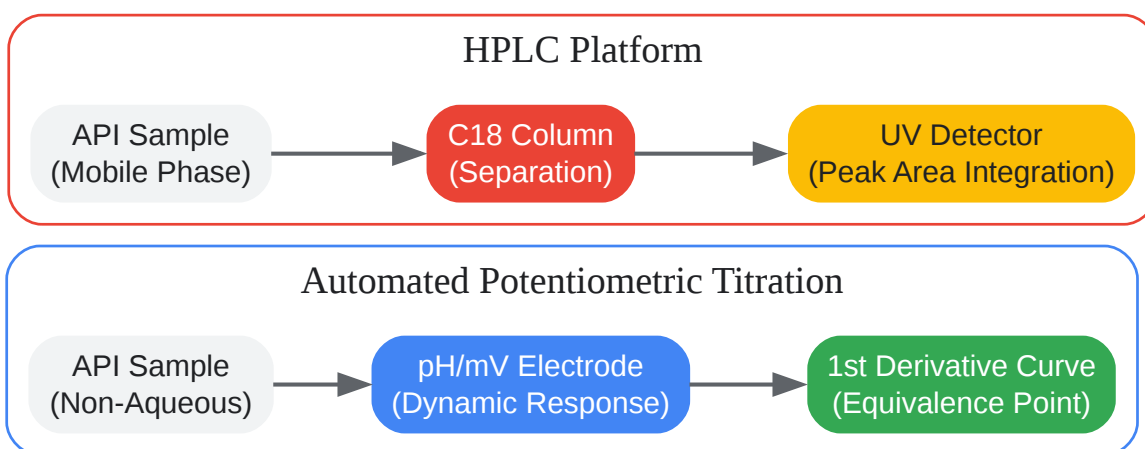 HPLC Platform
API Sample
(Mobile Phase)
C18 Column
(Separation)
UV Detector
(Peak Area Integration)
Automated Potentiometric Titration
API Sample
(Non-Aqueous)
pH/mV Electrode
(Dynamic Response)
1st Derivative Curve
(Equivalence Point)